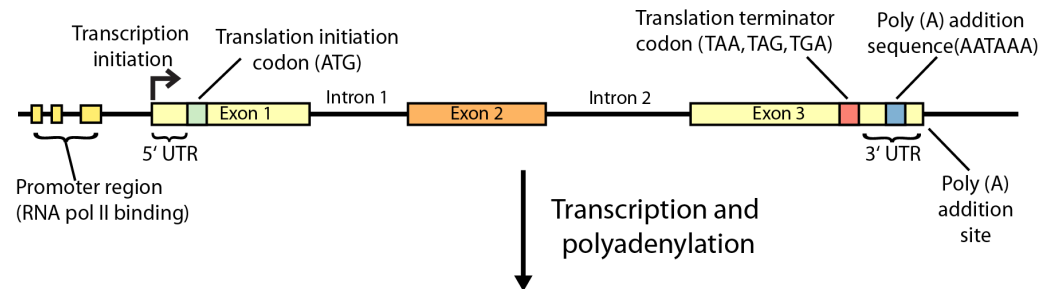 Transcription
initiation
Translation initiation
codon (ATG)
Translation terminator
codon (TAA,TAG,TGA)
Poly (A) addition
sequence(AATAAA)
Exon 1
Intron 1
Exon 2
Intron 2
Exon 3
5' UTR
3' UTR
Promoter region
(RNA pol II binding)
Poly (A)
addition
site
Transcription and
polyadenylation